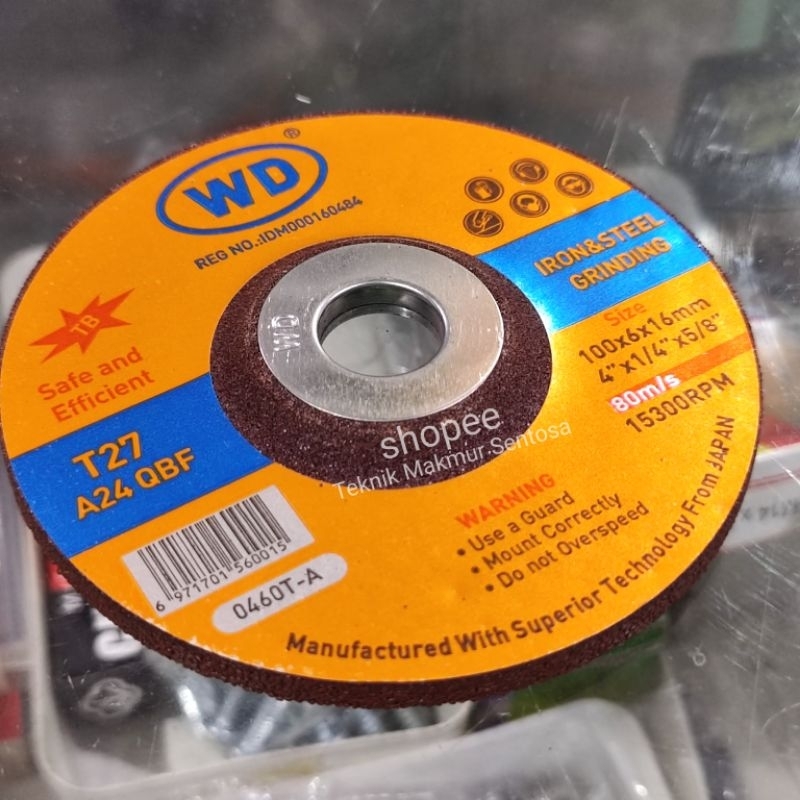 WD
®
REG NO.:IDM000160484
IRON&STEEL
GRINDING
Size
100x6x16mm
4"x1/4"x5/8"
80m/s
15300RPM
TB
Safe and
Efficient
T27
A24 QBF
WD
shopee
Teknik Makmur Sentosa
WARNING
• Use a Guard
• Mount Correctly
• Do not Overspeed
6 971701 560015
0460T-A
Manufactured With Superior Technology From JAPAN